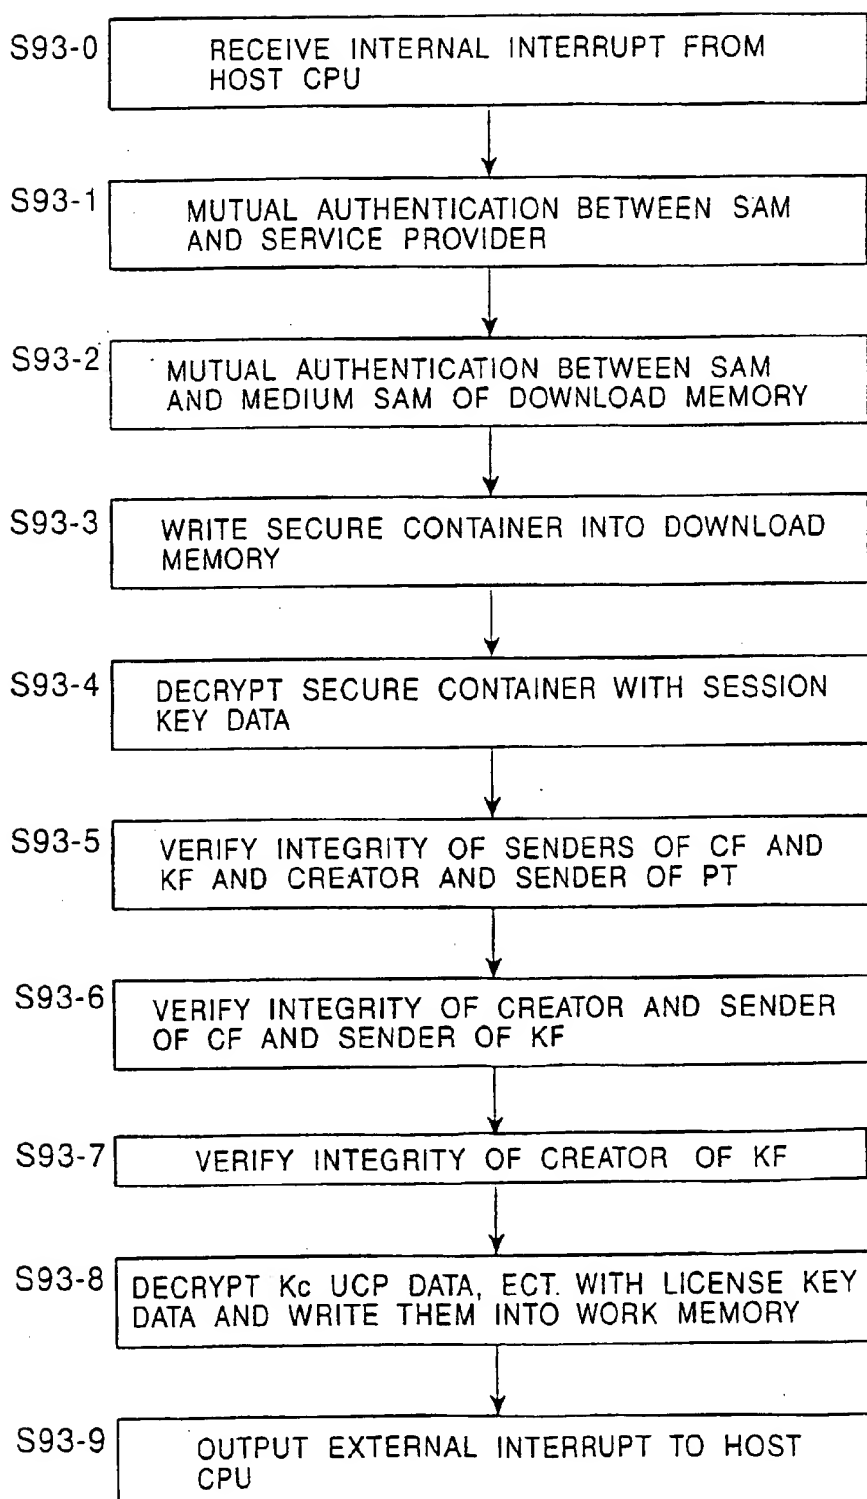 S93-0
RECEIVE INTERNAL INTERRUPT FROM
HOST CPU
S93-1
MUTUAL AUTHENTICATION BETWEEN SAM
AND SERVICE PROVIDER
S93-2
MUTUAL AUTHENTICATION BETWEEN SAM
AND MEDIUM SAM OF DOWNLOAD MEMORY
S93-3
WRITE SECURE CONTAINER INTO DOWNLOAD
MEMORY
S93-4
DECRYPT SECURE CONTAINER WITH SESSION
KEY DATA
S93-5
VERIFY INTEGRITY OF SENDERS OF CF AND
KF AND CREATOR AND SENDER OF PT
S93-6
VERIFY INTEGRITY OF CREATOR AND SENDER
OF CF AND SENDER OF KF
S93-7
VERIFY INTEGRITY OF CREATOR OF KF
S93-8
DECRYPT Kc UCP DATA, ECT. WITH LICENSE KEY
DATA AND WRITE THEM INTO WORK MEMORY
S93-9
OUTPUT EXTERNAL INTERRUPT TO HOST
CPU